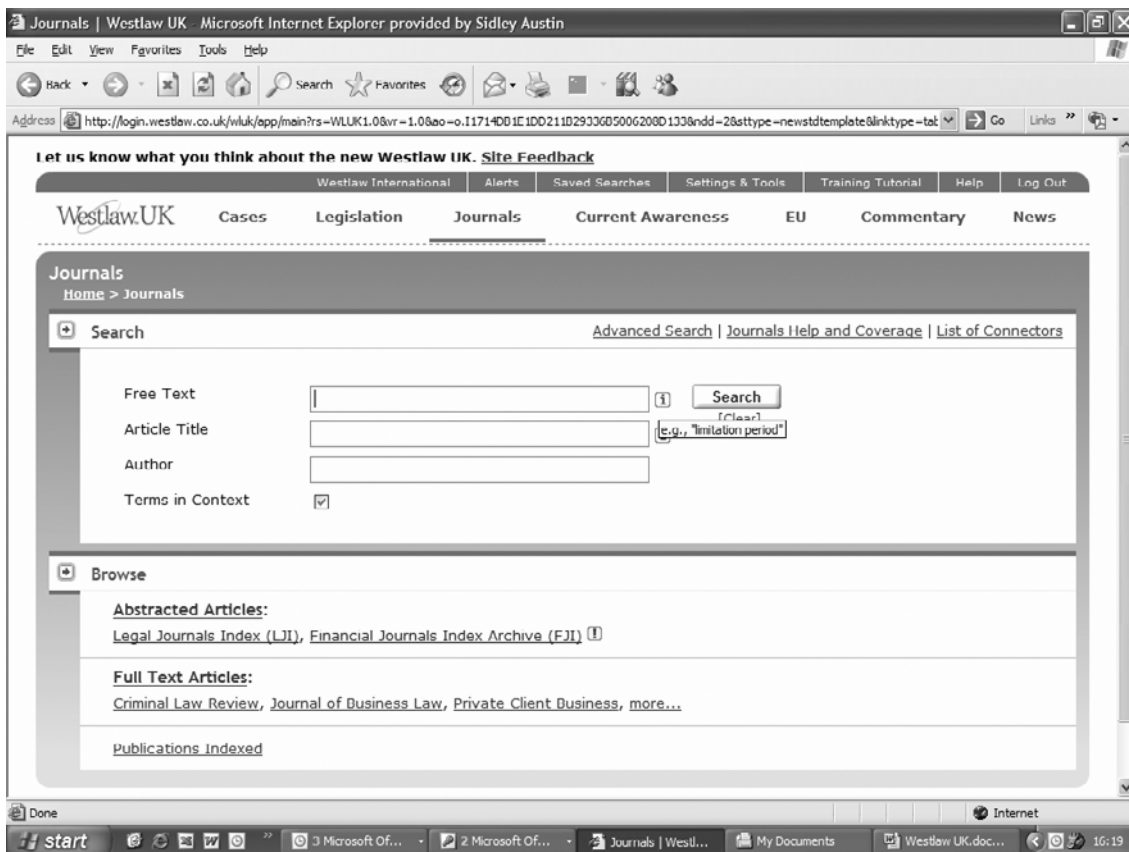 Journals | Westlaw UK - Microsoft Internet Explorer provided by Sidley Austin
File Edit View Favorites Tools Help
Back Search Favorites
Address http://login.westlaw.co.uk/wluk/app/main?rs=WLUK1.0&vr=1.0&ao=o.I1714DB1E1DD211B29336B5006208D133&ndd=2&sttype=newstdtemplate&linktype=tab Go Links »
Let us know what you think about the new Westlaw UK. Site Feedback
Westlaw International Alerts Saved Searches Settings & Tools Training Tutorial Help Log Out
Westlaw.UK Cases Legislation Journals Current Awareness EU Commentary News
Journals
Home > Journals
Search Advanced Search | Journals Help and Coverage | List of Connectors
Free Text Search
[Clear]
Article Title e.g., "limitation period"
Author
Terms in Context
Browse
Abstracted Articles:
Legal Journals Index (LJI), Financial Journals Index Archive (FJI)
Full Text Articles:
Criminal Law Review, Journal of Business Law, Private Client Business, more...
Publications Indexed
Done Internet
start » 3 Microsoft Of... 2 Microsoft Of... Journals | Westl... My Documents Westlaw UK.doc... 16:19